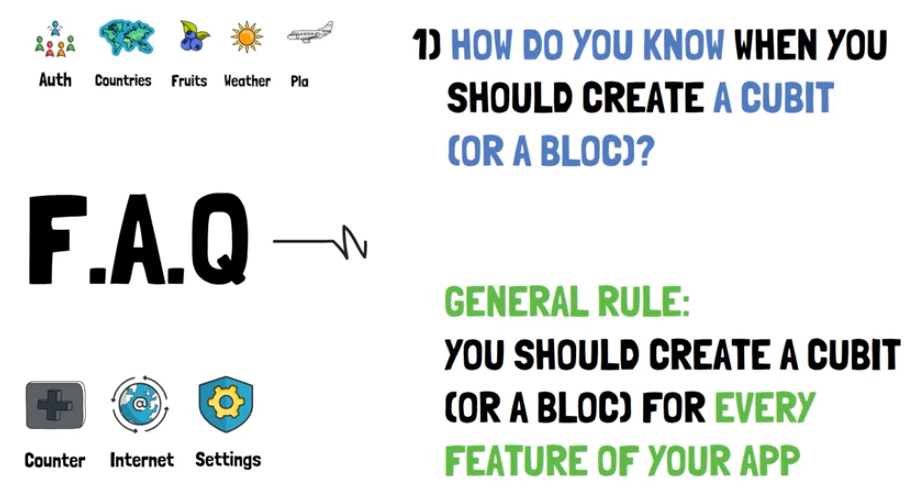 Auth Countries Fruits Weather Pla
1) HOW DO YOU KNOW WHEN YOU
SHOULD CREATE A CUBIT
(OR A BLOC)?
F.A.Q
GENERAL RULE:
YOU SHOULD CREATE A CUBIT
(OR A BLOC) FOR EVERY
FEATURE OF YOUR APP
Counter Internet Settings